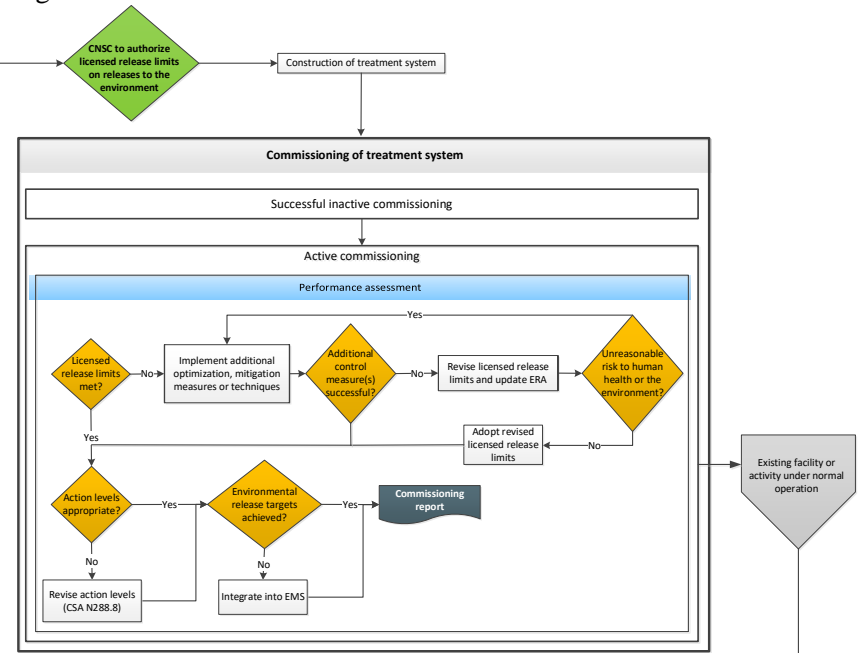 CNSC to authorize
licensed release limits
on releases to the
environment
Construction of treatment system
Commissioning of treatment system
Successful inactive commissioning
Active commissioning
Performance assessment
Yes
Licensed
release limits
met?
No
Implement additional
optimization, mitigation
measures or techniques
Additional
control
measure(s)
successful?
No
Revise licensed release
limits and update ERA
Unreasonable
risk to human
health or the
environment?
Yes
Adopt revised
licensed release
limits
No
Action levels
appropriate?
Yes
Environmental
release targets
achieved?
Yes
Commissioning
report
Existing facility or
activity under normal
operation
No
No
Revise action levels
(CSA N288.8)
Integrate into EMS